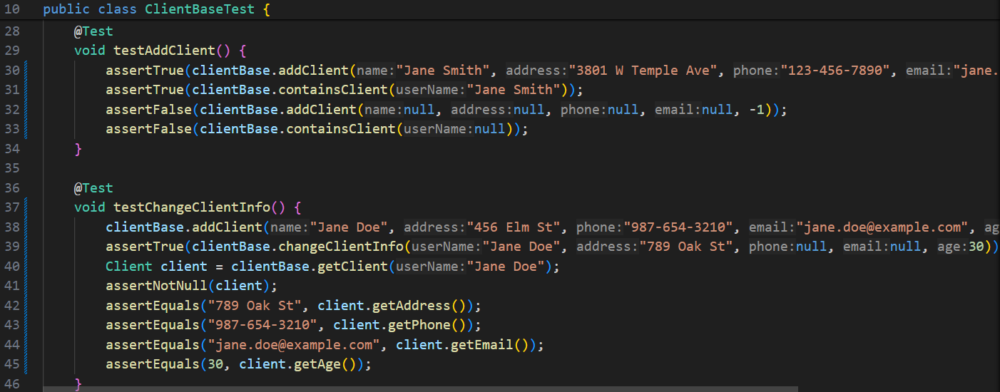 10 public class ClientBaseTest {
28 @Test
29 void testAddClient() {
30 assertTrue(clientBase.addClient(name:"Jane Smith", address:"3801 W Temple Ave", phone:"123-456-7890", email:"jane.
31 assertTrue(clientBase.containsClient(userName:"Jane Smith"));
32 assertFalse(clientBase.addClient(name:null, address:null, phone:null, email:null, -1));
33 assertFalse(clientBase.containsClient(userName:null));
34 }
35
36 @Test
37 void testChangeClientInfo() {
38 clientBase.addClient(name:"Jane Doe", address:"456 Elm St", phone:"987-654-3210", email:"jane.doe@example.com", ag
39 assertTrue(clientBase.changeClientInfo(userName:"Jane Doe", address:"789 Oak St", phone:null, email:null, age:30))
40 Client client = clientBase.getClient(userName:"Jane Doe");
41 assertNotNull(client);
42 assertEquals("789 Oak St", client.getAddress());
43 assertEquals("987-654-3210", client.getPhone());
44 assertEquals("jane.doe@example.com", client.getEmail());
45 assertEquals(30, client.getAge());
46 }